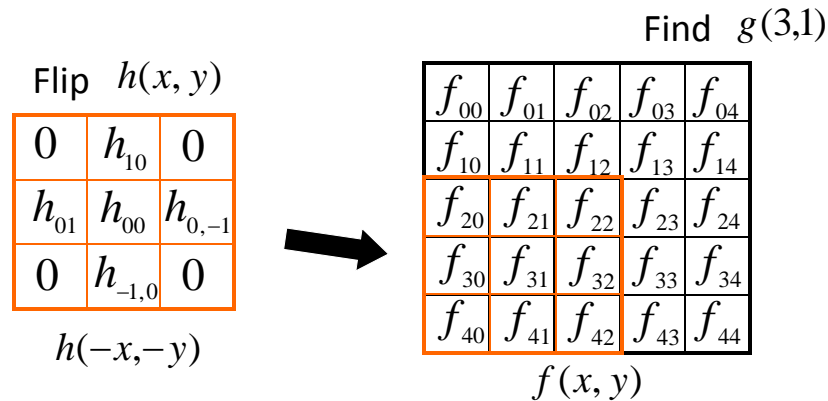 Find g(3,1)
Flip h(x, y)
0 h₁₀ 0
h₀₁ h₀₀ h₀,₋₁
0 h₋₁,₀ 0
h(−x,−y)
f₀₀ f₀₁ f₀₂ f₀₃ f₀₄
f₁₀ f₁₁ f₁₂ f₁₃ f₁₄
f₂₀ f₂₁ f₂₂ f₂₃ f₂₄
f₃₀ f₃₁ f₃₂ f₃₃ f₃₄
f₄₀ f₄₁ f₄₂ f₄₃ f₄₄
f(x, y)